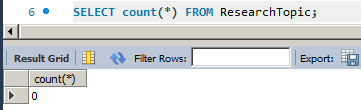 6 SELECT count(*) FROM ResearchTopic;
Result Grid Filter Rows: Export:
count(*)
0